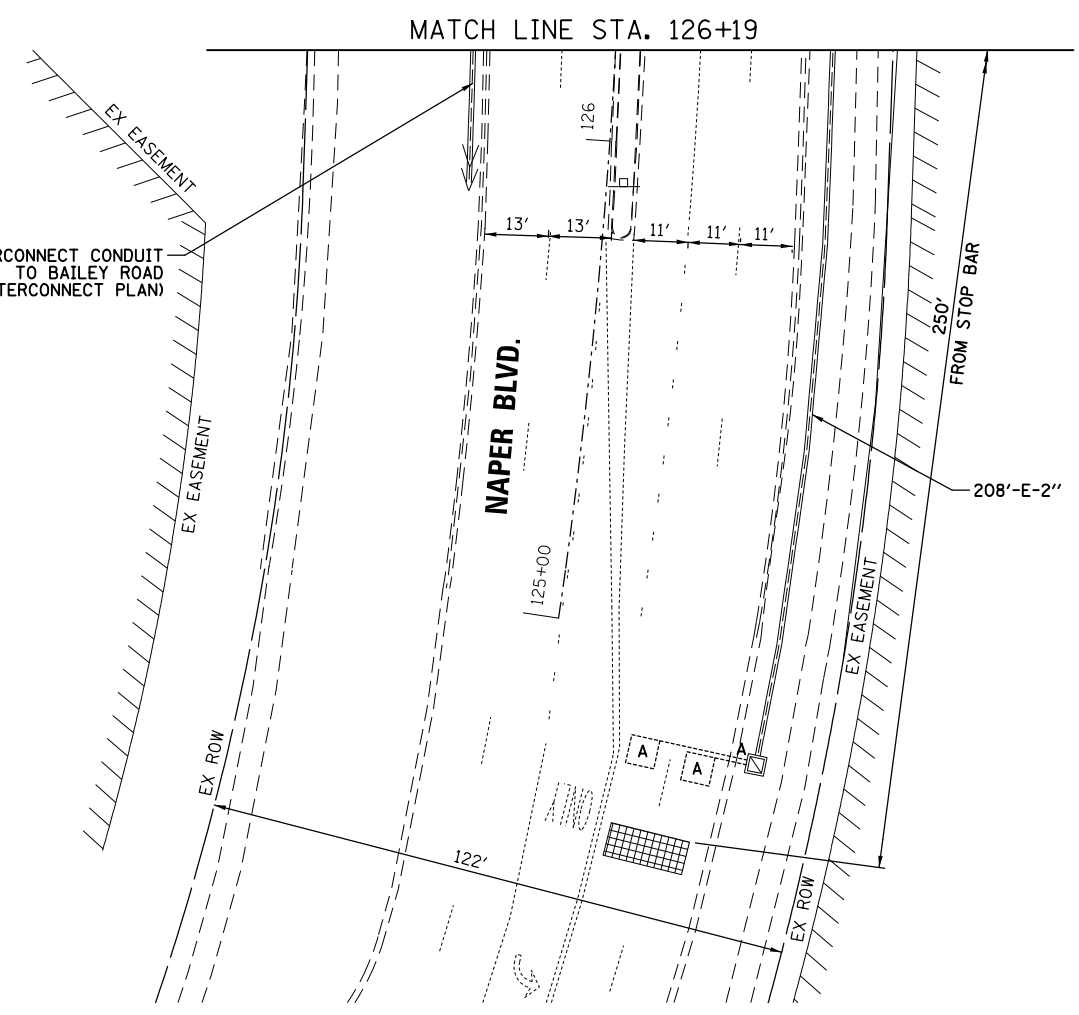 MATCH LINE STA. 126+19
EX EASEMENT
126
13' 13' 11' 11' 11'
RCONNECT CONDUIT
TO BAILEY ROAD
TERCONNECT PLAN)
250'
FROM STOP BAR
NAPER BLVD.
EX EASEMENT
208'-E-2"
125+00
EX EASEMENT
EX ROW
A
A
A
ONLY
122'
EX ROW